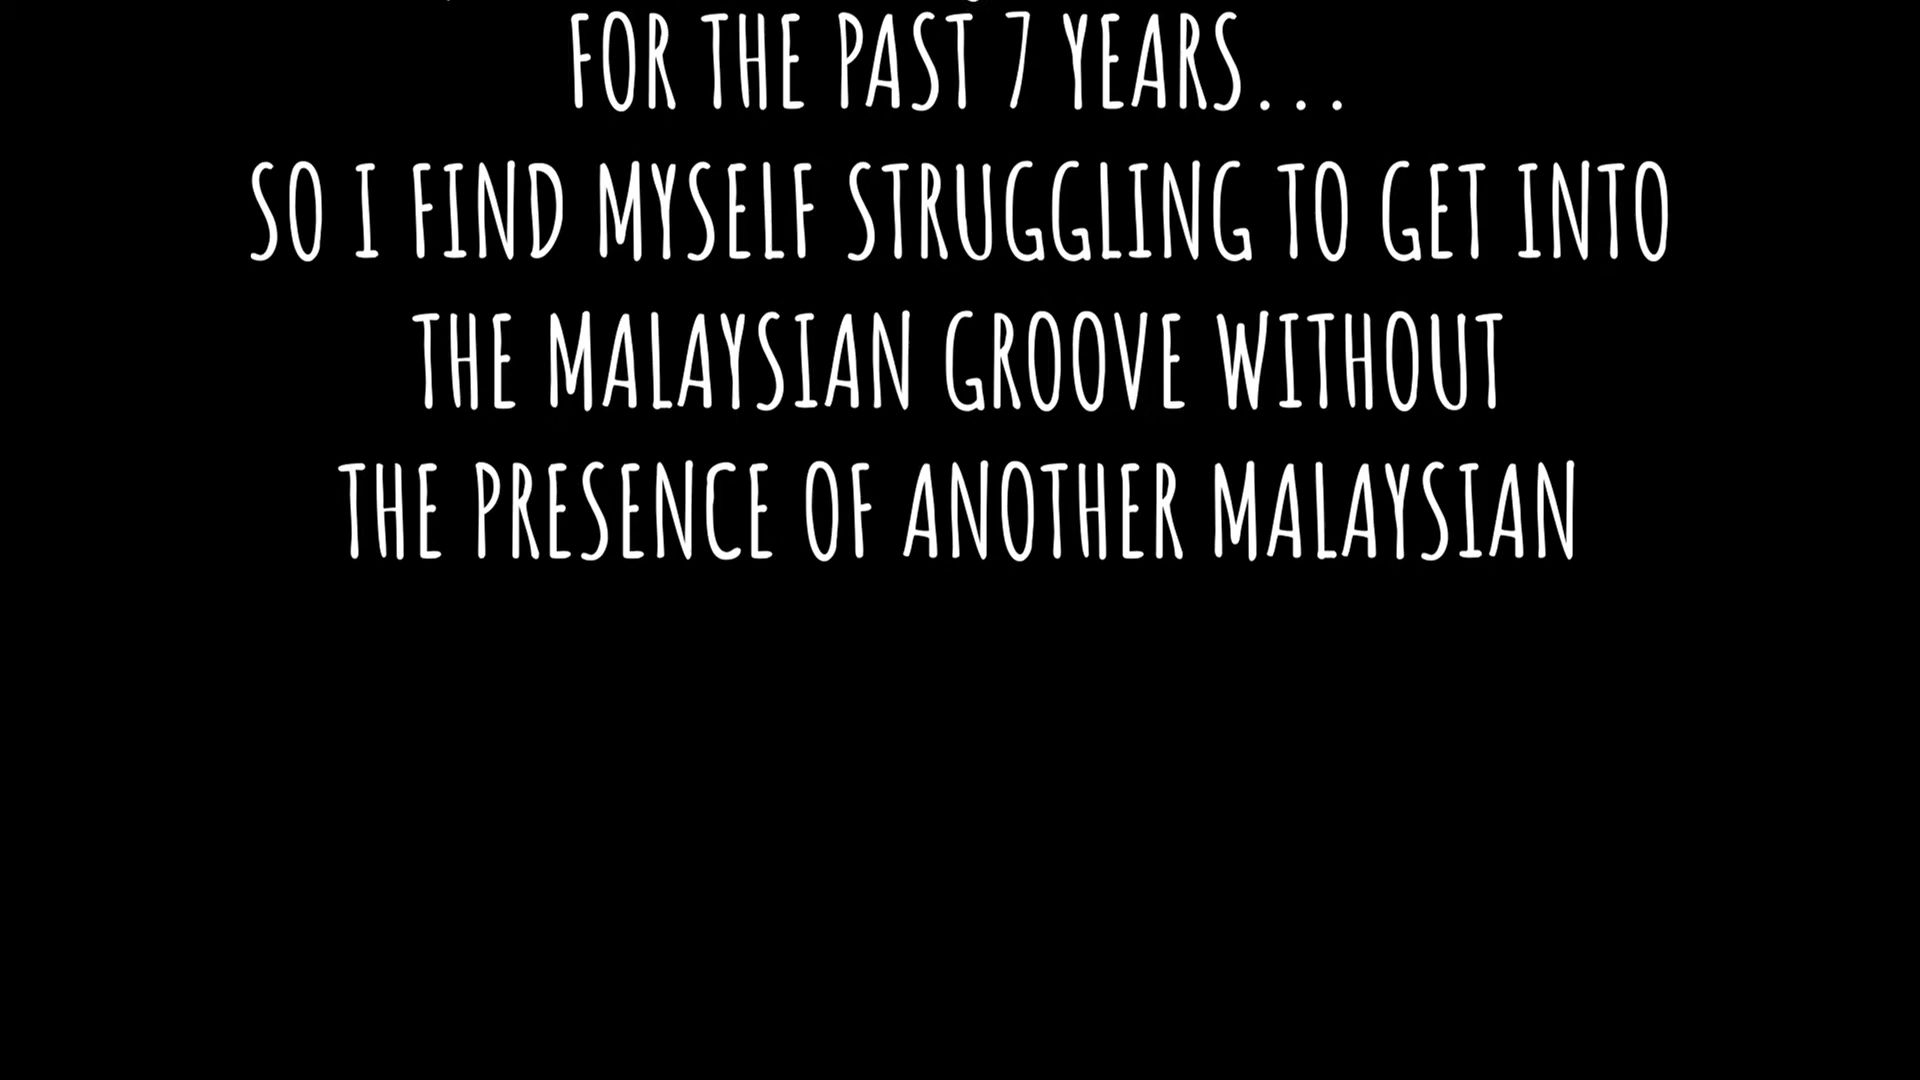 FOR THE PAST 7 YEARS...
SO I FIND MYSELF STRUGGLING TO GET INTO
THE MALAYSIAN GROOVE WITHOUT
THE PRESENCE OF ANOTHER MALAYSIAN